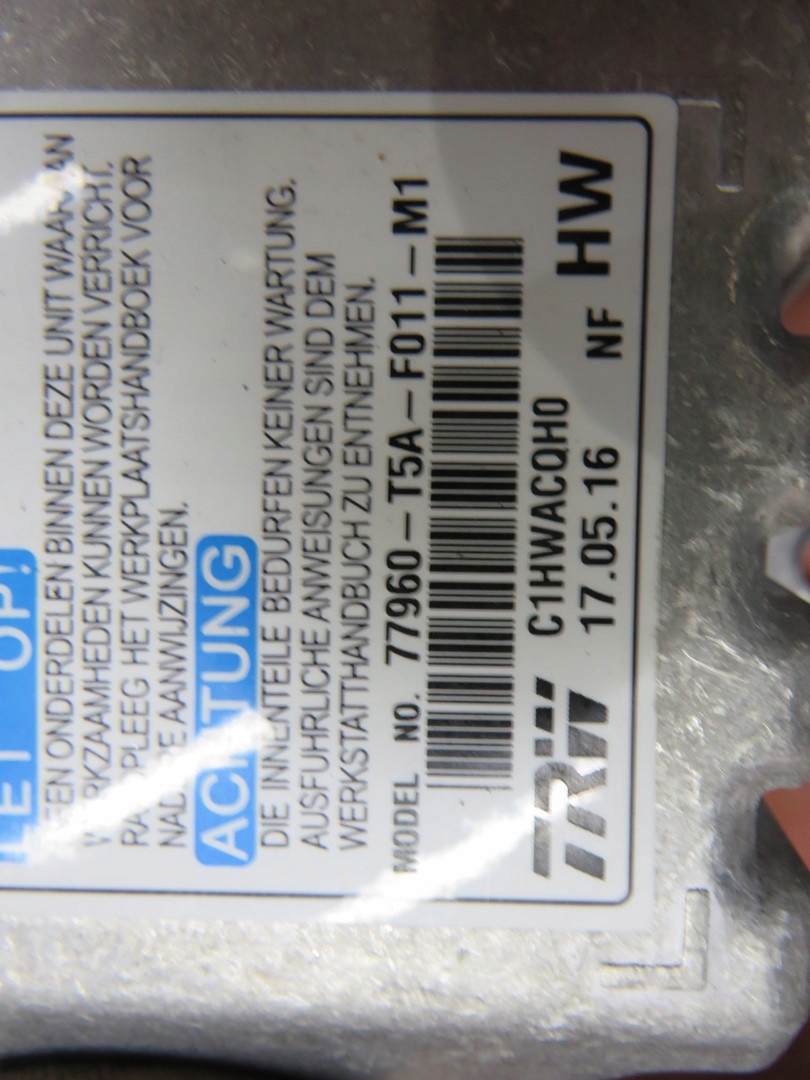 LET OP!
GEEN ONDERDELEN BINNEN DEZE UNIT WAARAAN
WERKZAAMHEDEN KUNNEN WORDEN VERRICHT.
RAADPLEEG HET WERKPLAATSHANDBOEK VOOR
NADERE AANWIJZINGEN.
ACHTUNG
DIE INNENTEILE BEDURFEN KEINER WARTUNG.
AUSFUHRLICHE ANWEISUNGEN SIND DEM
WERKSTATTHANDBUCH ZU ENTNEHMEN.
MODEL NO. 77960-T5A-F011-M1
TRW C1HWACQH0
17.05.16 NF HW